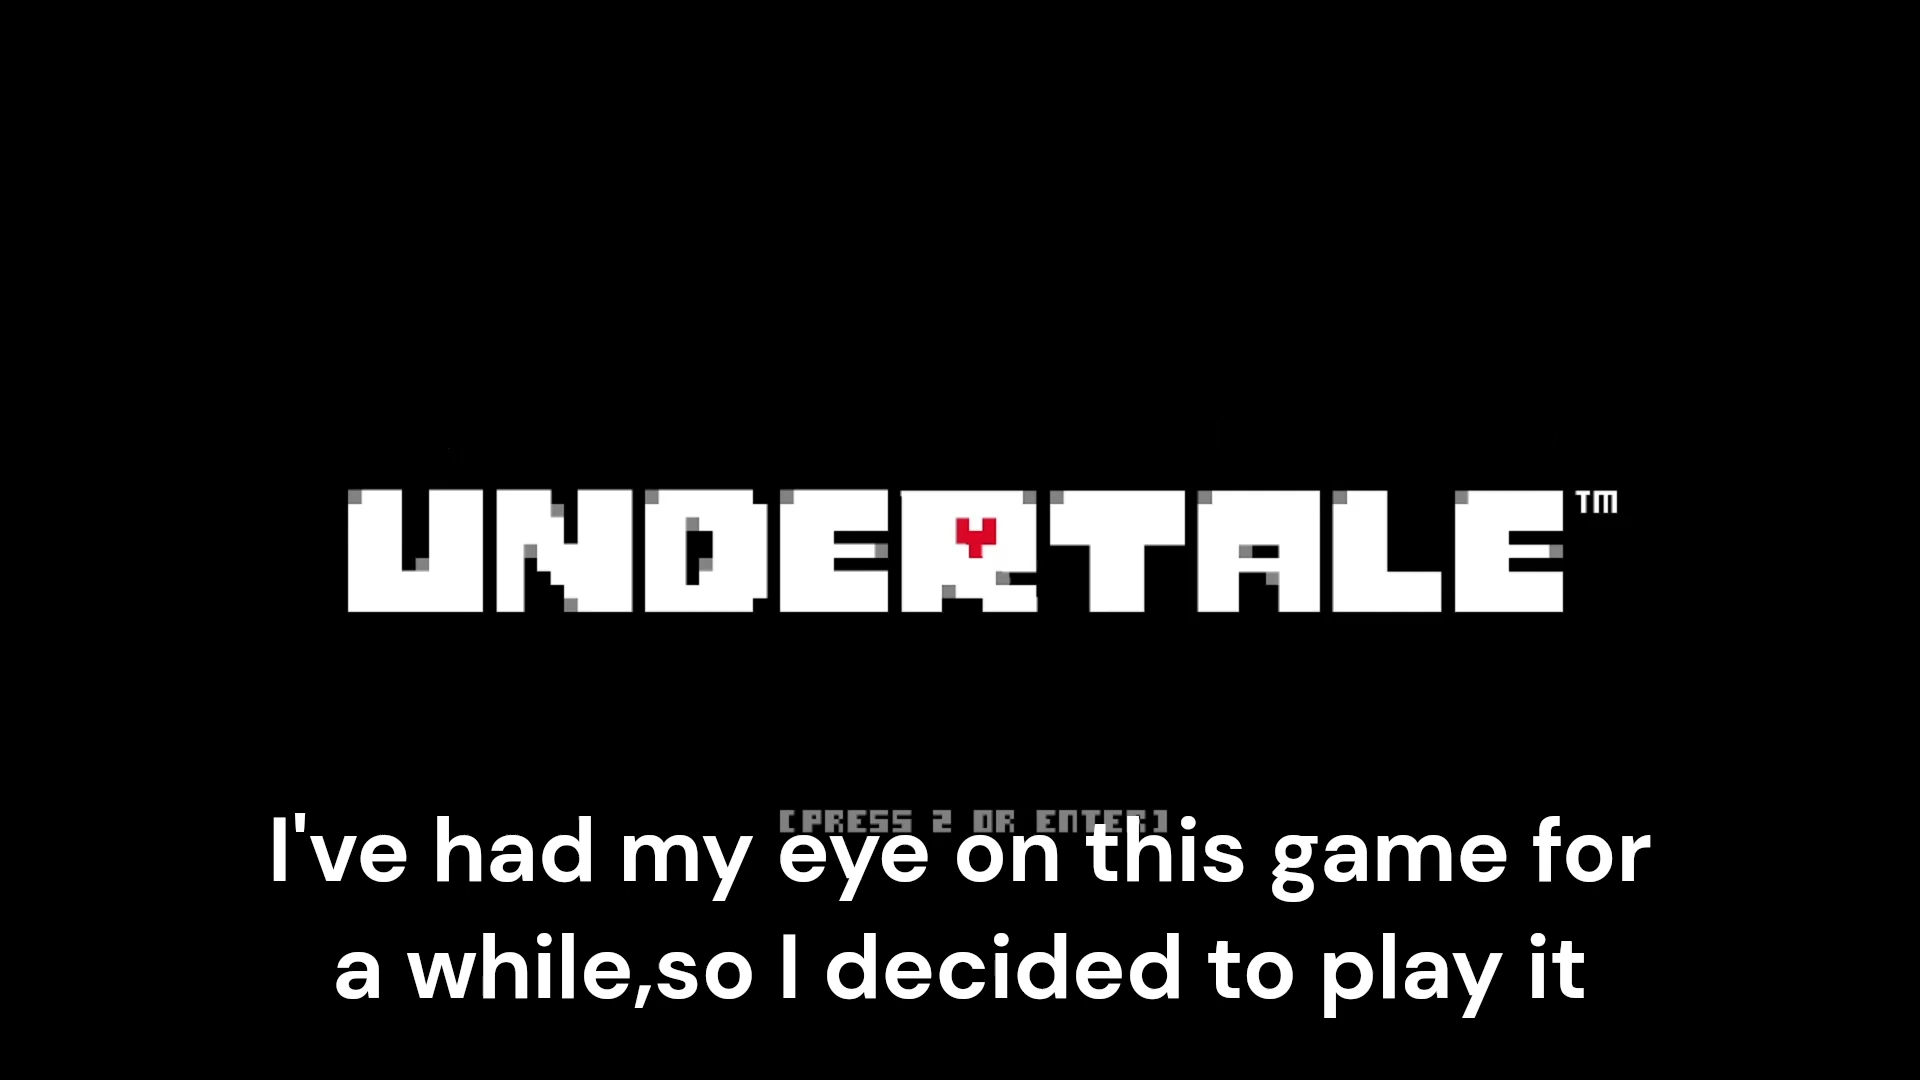 UNDERTALE™
[PRESS Z OR ENTER]
I've had my eye on this game for
a while,so I decided to play it